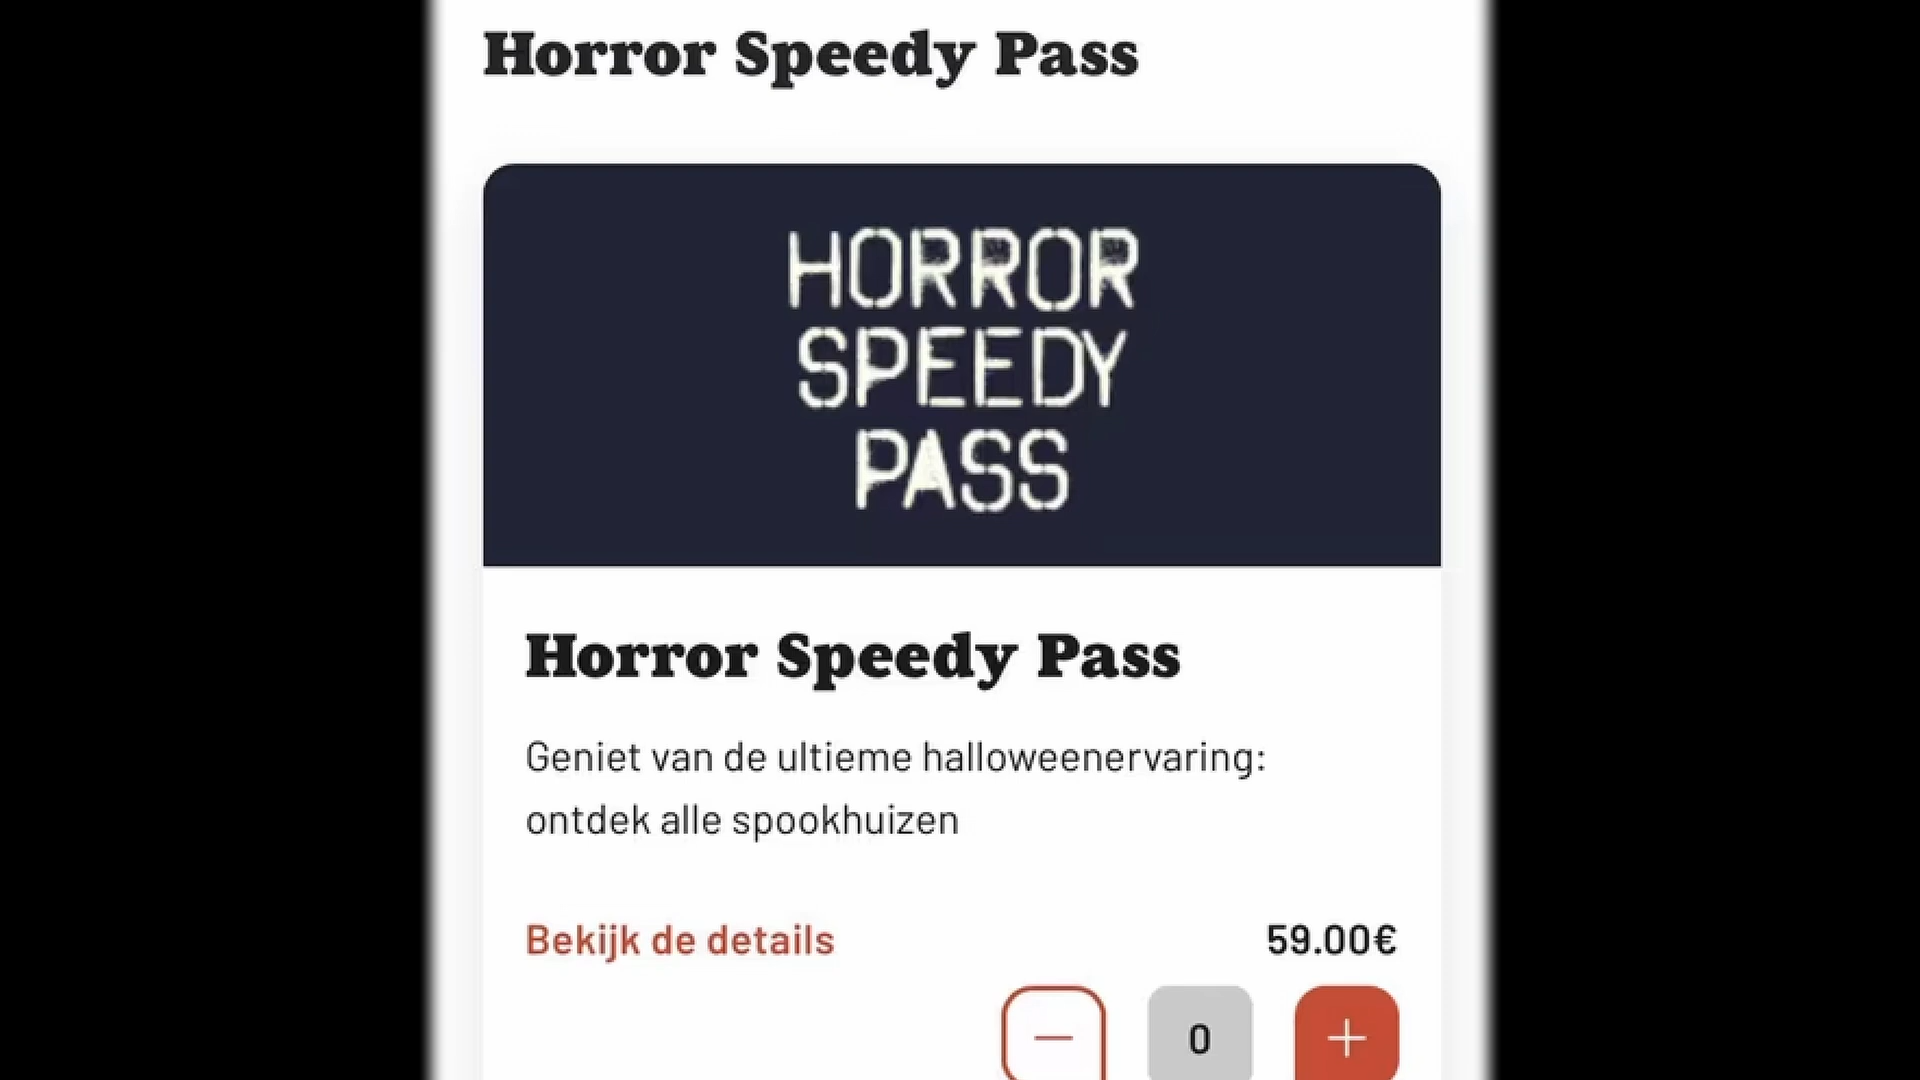 Horror Speedy Pass
HORROR
SPEEDY
PASS
Horror Speedy Pass
Geniet van de ultieme halloweenervaring:
ontdek alle spookhuizen
Bekijk de details
59.00€
0